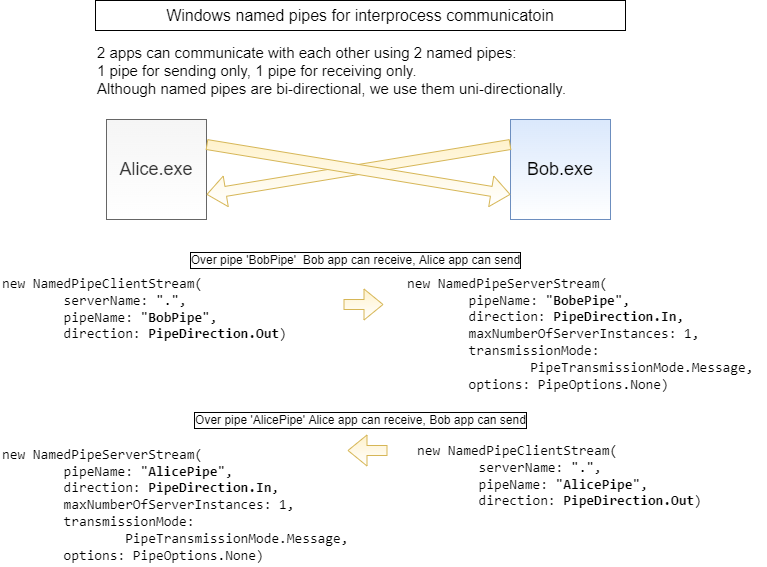 Windows named pipes for interprocess communicatoin
2 apps can communicate with each other using 2 named pipes:
1 pipe for sending only, 1 pipe for receiving only.
Although named pipes are bi-directional, we use them uni-directionally.
Alice.exe
Bob.exe
Over pipe 'BobPipe' Bob app can receive, Alice app can send
new NamedPipeClientStream(
serverName: ".",
pipeName: "BobPipe",
direction: PipeDirection.Out)
new NamedPipeServerStream(
pipeName: "BobePipe",
direction: PipeDirection.In,
maxNumberOfServerInstances: 1,
transmissionMode:
PipeTransmissionMode.Message,
options: PipeOptions.None)
Over pipe 'AlicePipe' Alice app can receive, Bob app can send
new NamedPipeServerStream(
pipeName: "AlicePipe",
direction: PipeDirection.In,
maxNumberOfServerInstances: 1,
transmissionMode:
PipeTransmissionMode.Message,
options: PipeOptions.None)
new NamedPipeClientStream(
serverName: ".",
pipeName: "AlicePipe",
direction: PipeDirection.Out)